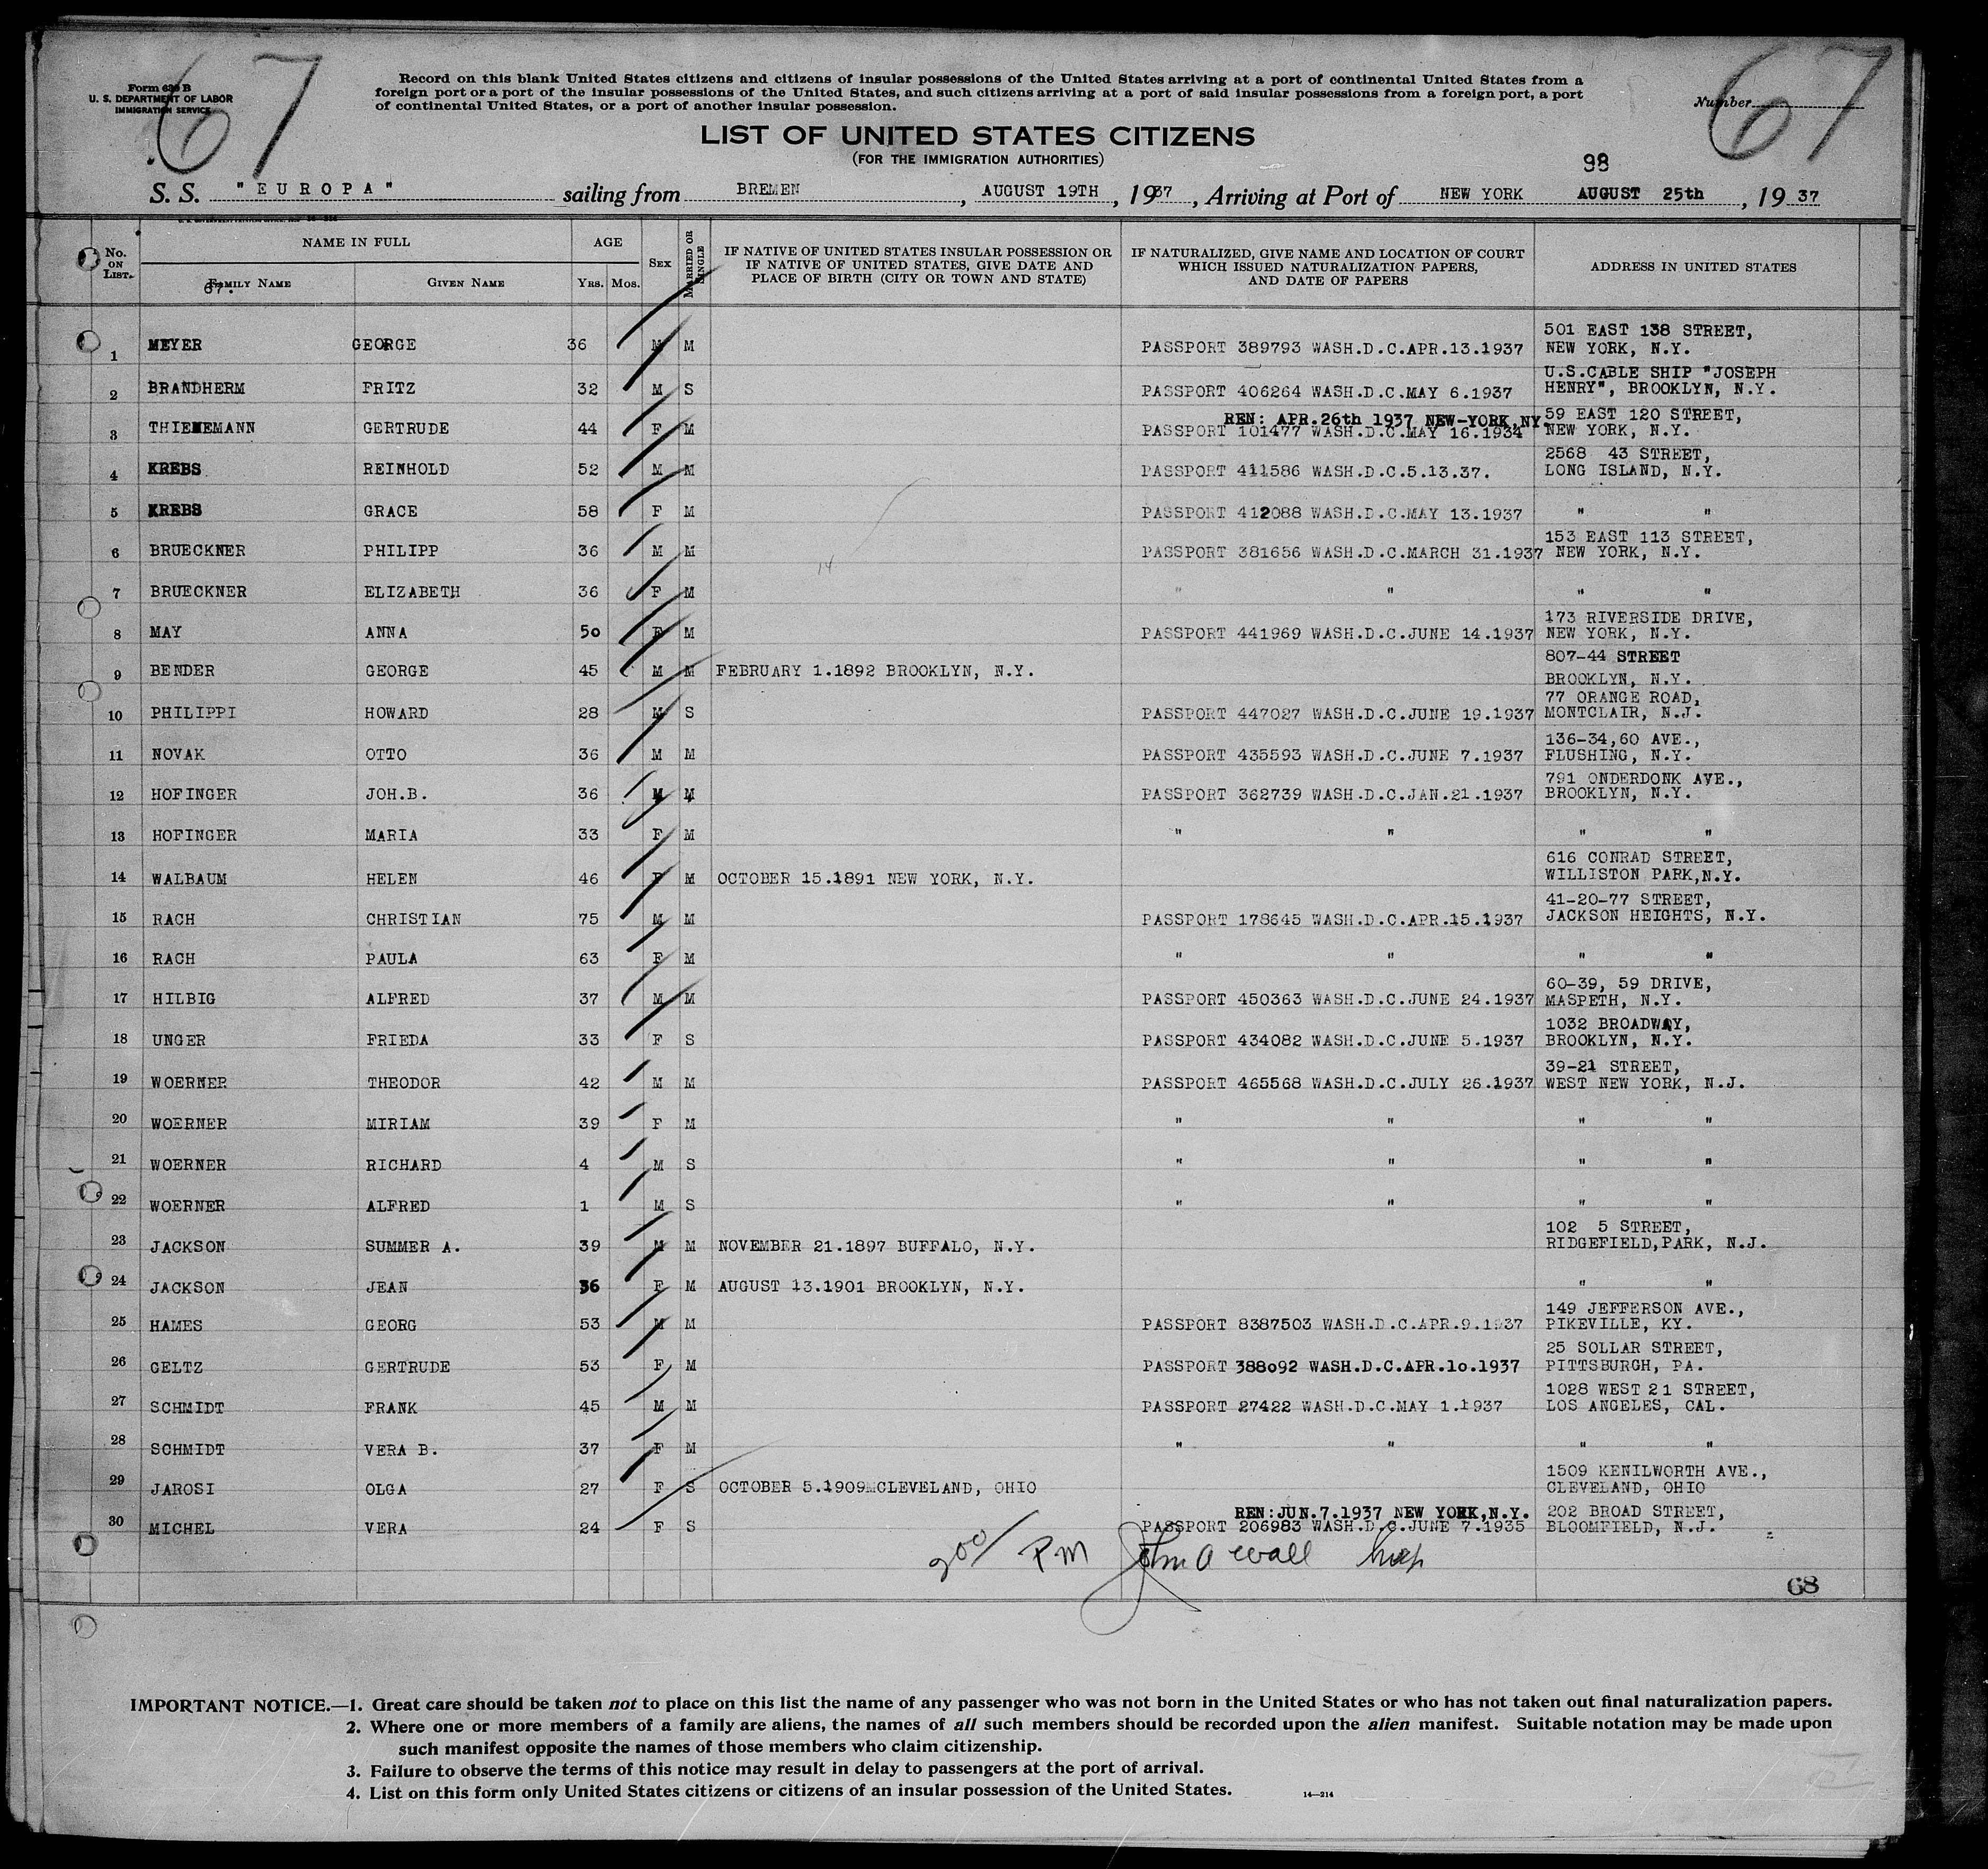 67
67
Form 630 B
U. S. DEPARTMENT OF LABOR
IMMIGRATION SERVICE
Record on this blank United States citizens and citizens of insular possessions of the United States arriving at a port of continental United States from a
foreign port or a port of the insular possessions of the United States, and such citizens arriving at a port of said insular possessions from a foreign port, a port
of continental United States, or a port of another insular possession.
Number
LIST OF UNITED STATES CITIZENS
(FOR THE IMMIGRATION AUTHORITIES)
98
S. S. "EUROPA" sailing from BREMEN, AUGUST 19TH, 1937, Arriving at Port of NEW YORK AUGUST 25th, 1937
No. ON LIST. NAME IN FULL AGE SEX MARRIED OR SINGLE IF NATIVE OF UNITED STATES INSULAR POSSESSION OR IF NATIVE OF UNITED STATES, GIVE DATE AND PLACE OF BIRTH (CITY OR TOWN AND STATE) IF NATURALIZED, GIVE NAME AND LOCATION OF COURT WHICH ISSUED NATURALIZATION PAPERS, AND DATE OF PAPERS ADDRESS IN UNITED STATES
67. FAMILY NAME GIVEN NAME YRS. MOS.
501 EAST 138 STREET,
1 MEYER GEORGE 36 M M PASSPORT 389793 WASH.D.C.APR.13.1937 NEW YORK, N.Y.
U.S.CABLE SHIP "JOSEPH
2 BRANDHERM FRITZ 32 M S PASSPORT 406264 WASH.D.C.MAY 6.1937 HENRY", BROOKLYN, N.Y.
REN: APR.26th 1937 NEW-YORK,NY. 59 EAST 120 STREET,
3 THIENEMANN GERTRUDE 44 F M PASSPORT 101477 WASH.D.C.MAY 16.1934 NEW YORK, N.Y.
2568 43 STREET,
4 KREBS REINHOLD 52 M M PASSPORT 411586 WASH.D.C.5.13.37. LONG ISLAND, N.Y.
5 KREBS GRACE 58 F M PASSPORT 412088 WASH.D.C.MAY 13.1937 " "
153 EAST 113 STREET,
6 BRUECKNER PHILIPP 36 M M PASSPORT 381656 WASH.D.C.MARCH 31.1937 NEW YORK, N.Y.
14
7 BRUECKNER ELIZABETH 36 F M " " " "
173 RIVERSIDE DRIVE,
8 MAY ANNA 50 F M PASSPORT 441969 WASH.D.C.JUNE 14.1937 NEW YORK, N.Y.
807-44 STREET
9 BENDER GEORGE 45 M M FEBRUARY 1.1892 BROOKLYN, N.Y. BROOKLYN, N.Y.
77 ORANGE ROAD,
10 PHILIPPI HOWARD 28 M S PASSPORT 447027 WASH.D.C.JUNE 19.1937 MONTCLAIR, N.J.
136-34,60 AVE.,
11 NOVAK OTTO 36 M M PASSPORT 435593 WASH.D.C.JUNE 7.1937 FLUSHING, N.Y.
791 ONDERDONK AVE.,
12 HOFINGER JOH.B. 36 M M PASSPORT 362739 WASH.D.C.JAN.21.1937 BROOKLYN, N.Y.
13 HOFINGER MARIA 33 F M " " " "
616 CONRAD STREET,
14 WALBAUM HELEN 46 F M OCTOBER 15.1891 NEW YORK, N.Y. WILLISTON PARK,N.Y.
41-20-77 STREET,
15 RACH CHRISTIAN 75 M M PASSPORT 178645 WASH.D.C.APR.15.1937 JACKSON HEIGHTS, N.Y.
16 RACH PAULA 63 F M " " " "
60-39, 59 DRIVE,
17 HILBIG ALFRED 37 M M PASSPORT 450363 WASH.D.C.JUNE 24.1937 MASPETH, N.Y.
1032 BROADWAY,
18 UNGER FRIEDA 33 F S PASSPORT 434082 WASH.D.C.JUNE 5.1937 BROOKLYN, N.Y.
39-21 STREET,
19 WOERNER THEODOR 42 M M PASSPORT 465568 WASH.D.C.JULY 26.1937 WEST NEW YORK, N.J.
20 WOERNER MIRIAM 39 F M " " " "
21 WOERNER RICHARD 4 M S " " " "
22 WOERNER ALFRED 1 M S " " " "
102 5 STREET,
23 JACKSON SUMMER A. 39 M M NOVEMBER 21.1897 BUFFALO, N.Y. RIDGEFIELD,PARK, N.J.
24 JACKSON JEAN 36 F M AUGUST 13.1901 BROOKLYN, N.Y. " "
149 JEFFERSON AVE.,
25 HAMES GEORG 53 M M PASSPORT 8387503 WASH.D.C.APR.9.1937 PIKEVILLE, KY.
25 SOLLAR STREET,
26 GELTZ GERTRUDE 53 F M PASSPORT 388092 WASH.D.C.APR.10.1937 PITTSBURGH, PA.
1028 WEST 21 STREET,
27 SCHMIDT FRANK 45 M M PASSPORT 27422 WASH.D.C.MAY 1.1937 LOS ANGELES, CAL.
28 SCHMIDT VERA B. 37 F M " " " "
1509 KENILWORTH AVE.,
29 JAROSI OLGA 27 F S OCTOBER 5.1909 CLEVELAND, OHIO CLEVELAND, OHIO
REN:JUN.7.1937 NEW YORK,N.Y. 202 BROAD STREET,
30 MICHEL VERA 24 F S PASSPORT 206983 WASH.D.C.JUNE 7.1935 BLOOMFIELD, N.J.
200/ PM John A Wall
68
IMPORTANT NOTICE.—1. Great care should be taken not to place on this list the name of any passenger who was not born in the United States or who has not taken out final naturalization papers.
2. Where one or more members of a family are aliens, the names of all such members should be recorded upon the alien manifest. Suitable notation may be made upon
such manifest opposite the names of those members who claim citizenship.
3. Failure to observe the terms of this notice may result in delay to passengers at the port of arrival.
4. List on this form only United States citizens or citizens of an insular possession of the United States.
14—214